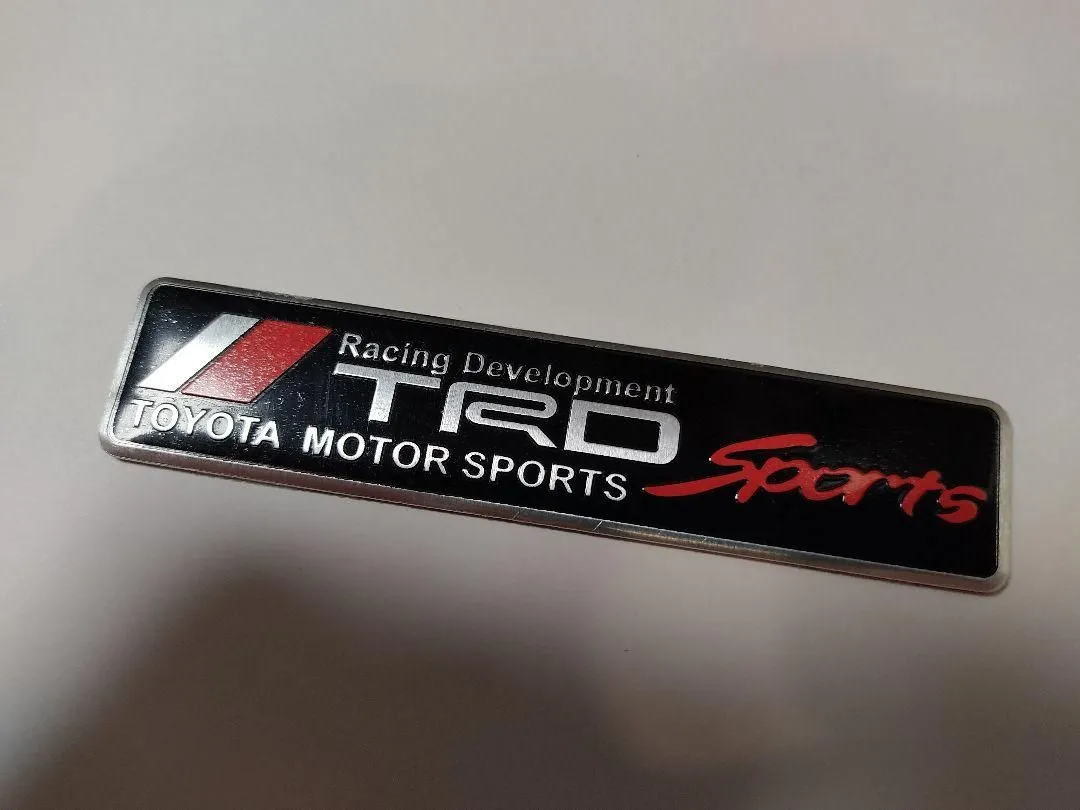 Racing Development
TRD
TOYOTA MOTOR SPORTS
Sports